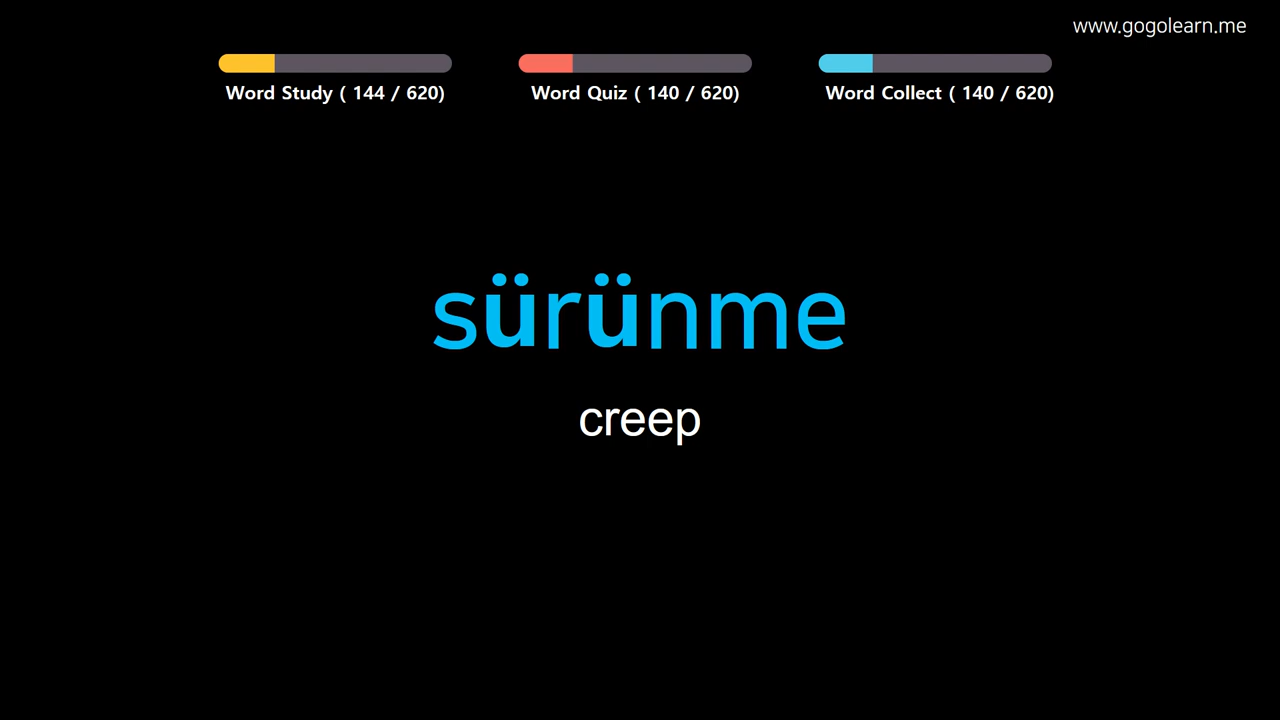 www.gogolearn.me
Word Study ( 144 / 620)
Word Quiz ( 140 / 620)
Word Collect ( 140 / 620)
sürünme
creep